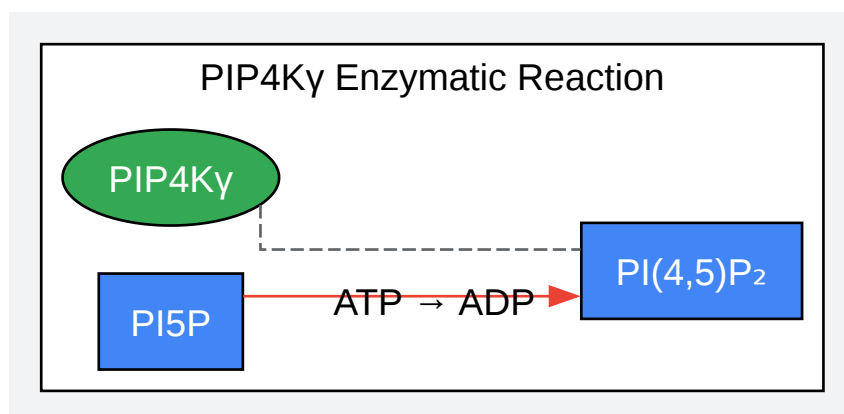 PIP4Kγ Enzymatic Reaction
PIP4Kγ
PI(4,5)P₂
ATP → ADP
PI5P